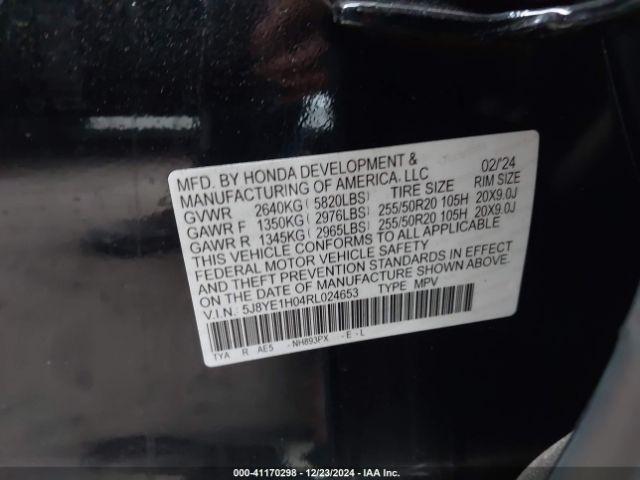 MFD. BY HONDA DEVELOPMENT & 02/'24
MANUFACTURING OF AMERICA, LLC
GVWR 2640KG ( 5820LBS) TIRE SIZE RIM SIZE
GAWR F 1350KG ( 2976LBS) 255/50R20 105H 20X9.0J
GAWR R 1345KG ( 2965LBS) 255/50R20 105H 20X9.0J
THIS VEHICLE CONFORMS TO ALL APPLICABLE
FEDERAL MOTOR VEHICLE SAFETY
AND THEFT PREVENTION STANDARDS IN EFFECT
ON THE DATE OF MANUFACTURE SHOWN ABOVE.
V.I.N.: 5J8YE1H04RL024653 TYPE MPV
TYA R AE5 - NH893PX - E - L
000-41170298 - 12/23/2024 - IAA Inc.